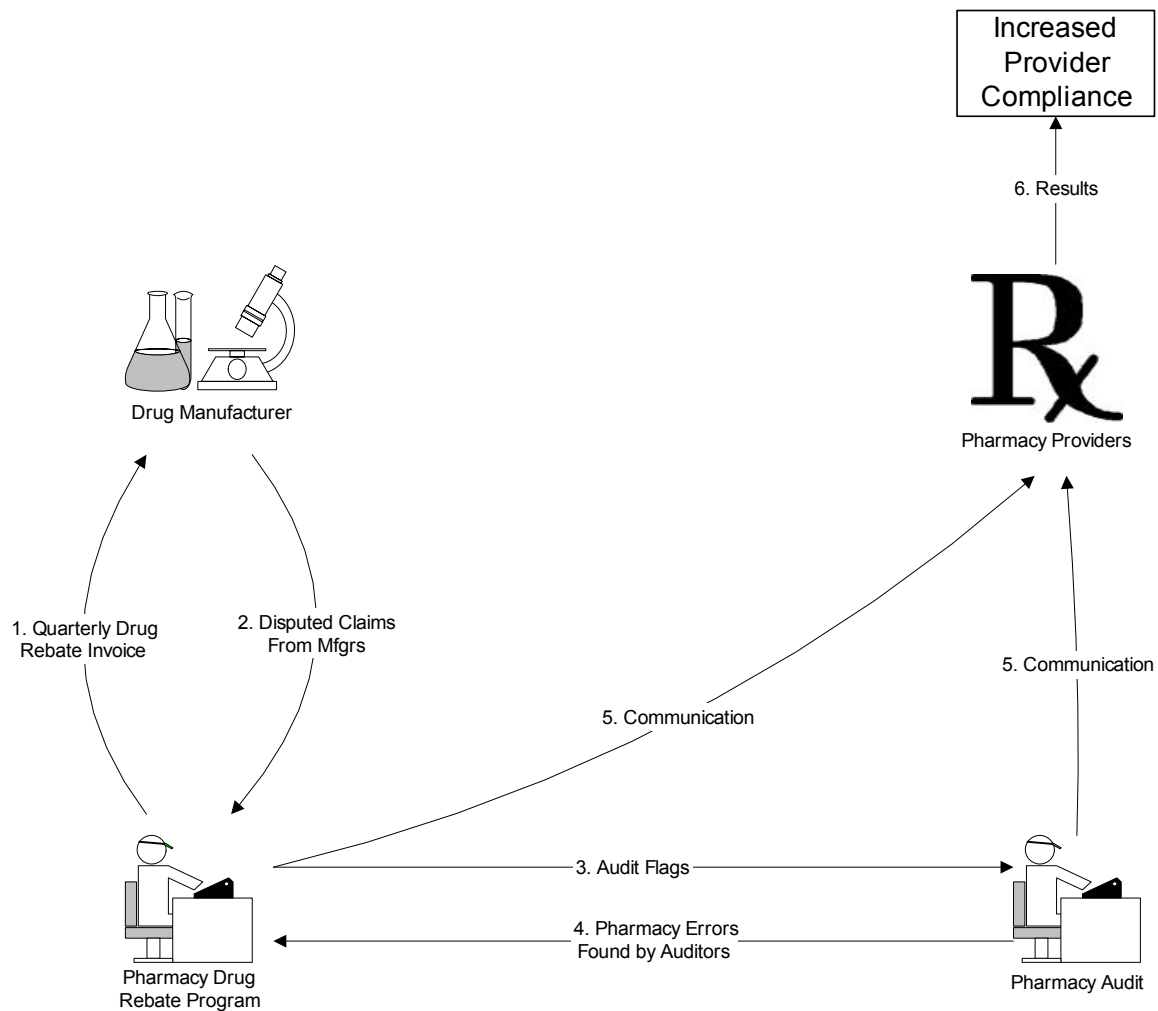 Increased
Provider
Compliance
6. Results
Rx
Drug Manufacturer
Pharmacy Providers
1. Quarterly Drug
Rebate Invoice
2. Disputed Claims
From Mfgrs
5. Communication
5. Communication
3. Audit Flags
4. Pharmacy Errors
Found by Auditors
Pharmacy Drug
Rebate Program
Pharmacy Audit